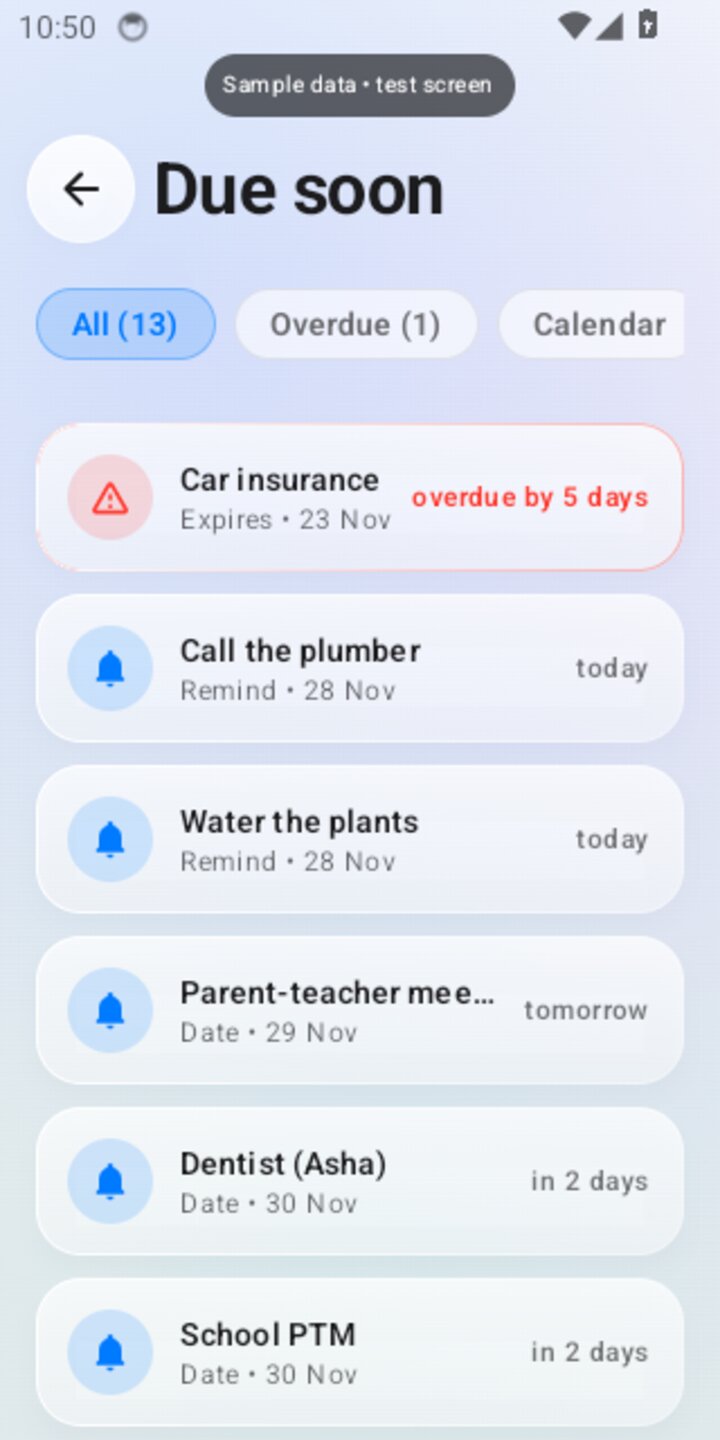 10:50
Sample data • test screen
Due soon
All (13)
Overdue (1)
Calendar
Car insurance
Expires • 23 Nov
overdue by 5 days
Call the plumber
Remind • 28 Nov
today
Water the plants
Remind • 28 Nov
today
Parent-teacher mee...
Date • 29 Nov
tomorrow
Dentist (Asha)
Date • 30 Nov
in 2 days
School PTM
Date • 30 Nov
in 2 days